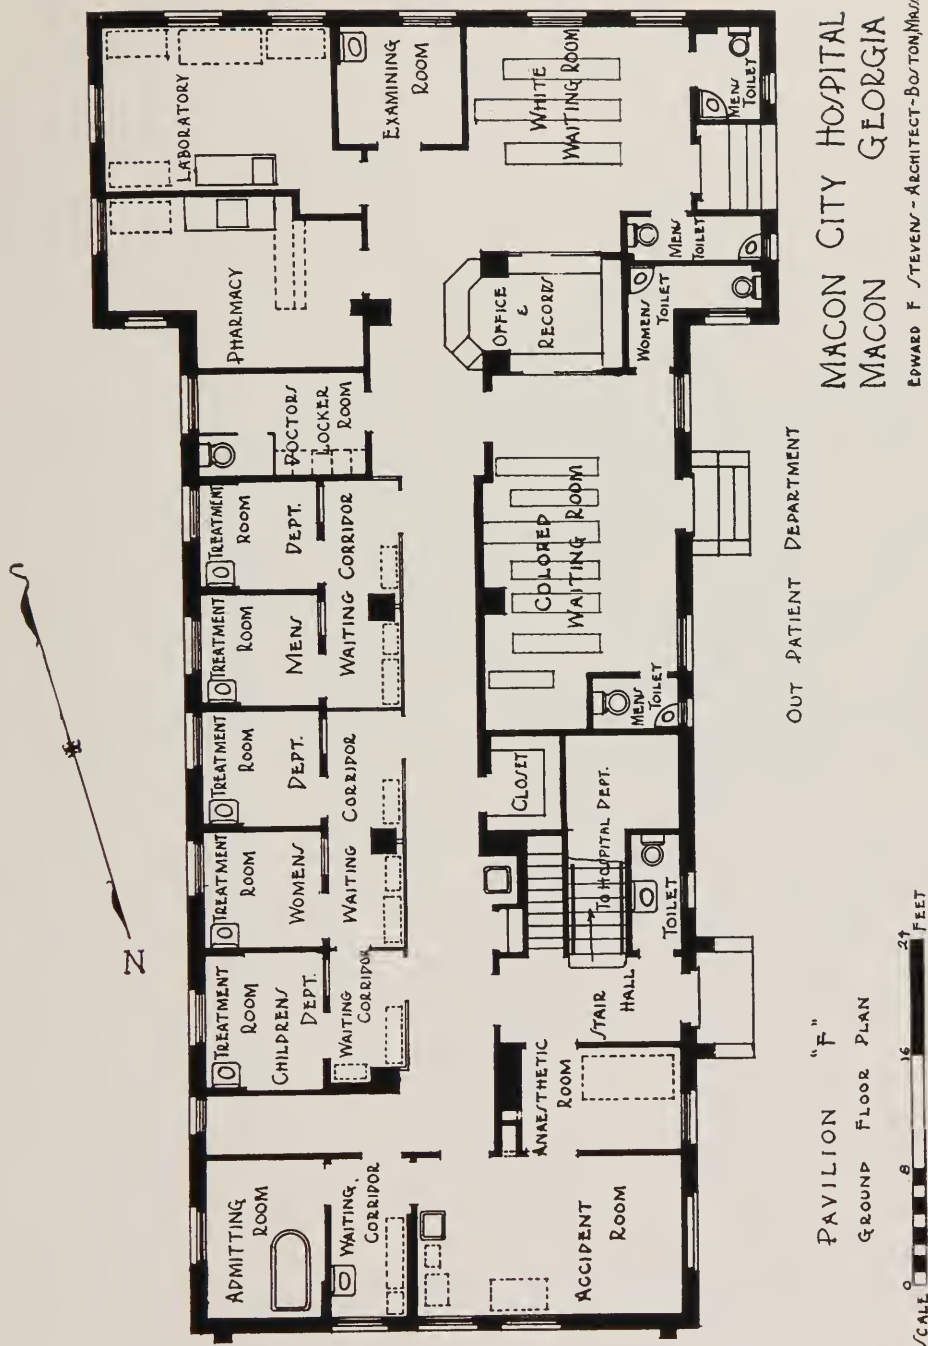 LABORATORY
EXAMINING
ROOM
WHITE
WAITING ROOM
MENS
TOILET
PHARMACY
OFFICE
&
RECORDS
MENS
TOILET
WOMENS
TOILET
DOCTORS
LOCKER
ROOM
TREATMENT
ROOM
DEPT.
WAITING CORRIDOR
TREATMENT
ROOM
MENS
COLORED
WAITING ROOM
MENS
TOILET
TREATMENT
ROOM
DEPT.
WAITING CORRIDOR
TREATMENT
ROOM
WOMENS
CLOSET
TO HOSPITAL DEPT.
TOILET
TREATMENT
ROOM
CHILDRENS
DEPT.
WAITING
CORRIDOR
STAIR
HALL
ANAESTHETIC
ROOM
ADMITTING
ROOM
WAITING
CORRIDOR
ACCIDENT
ROOM
N
S
OUT PATIENT DEPARTMENT
MACON CITY HOSPITAL
MACON GEORGIA
EDWARD F STEVENS - ARCHITECT - BOSTON, MASS
PAVILION "F"
GROUND FLOOR PLAN
SCALE 0 8 16 24 FEET